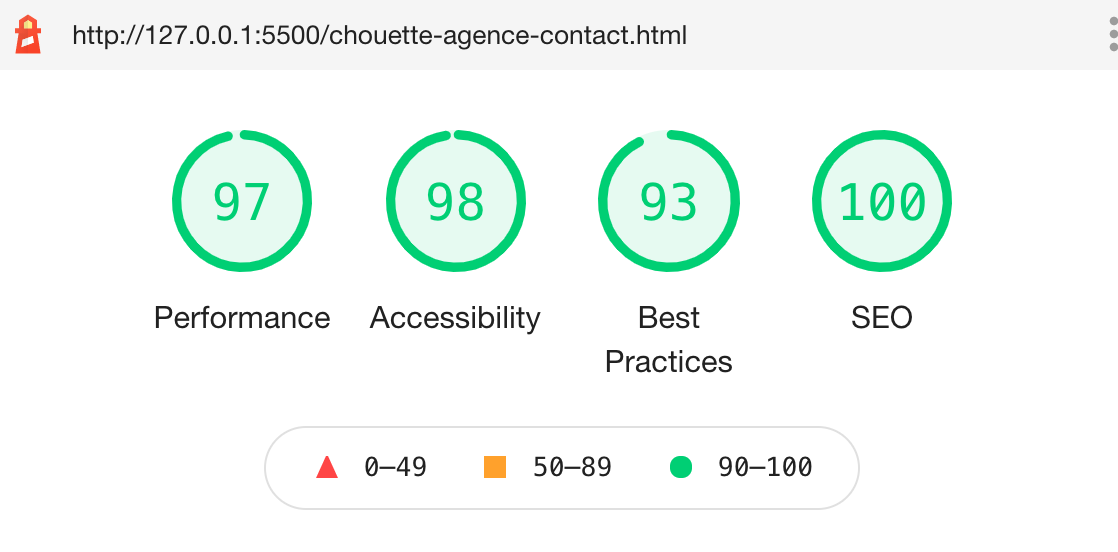 http://127.0.0.1:5500/chouette-agence-contact.html
97 98 93 100
Performance Accessibility Best Practices SEO
0–49 50–89 90–100